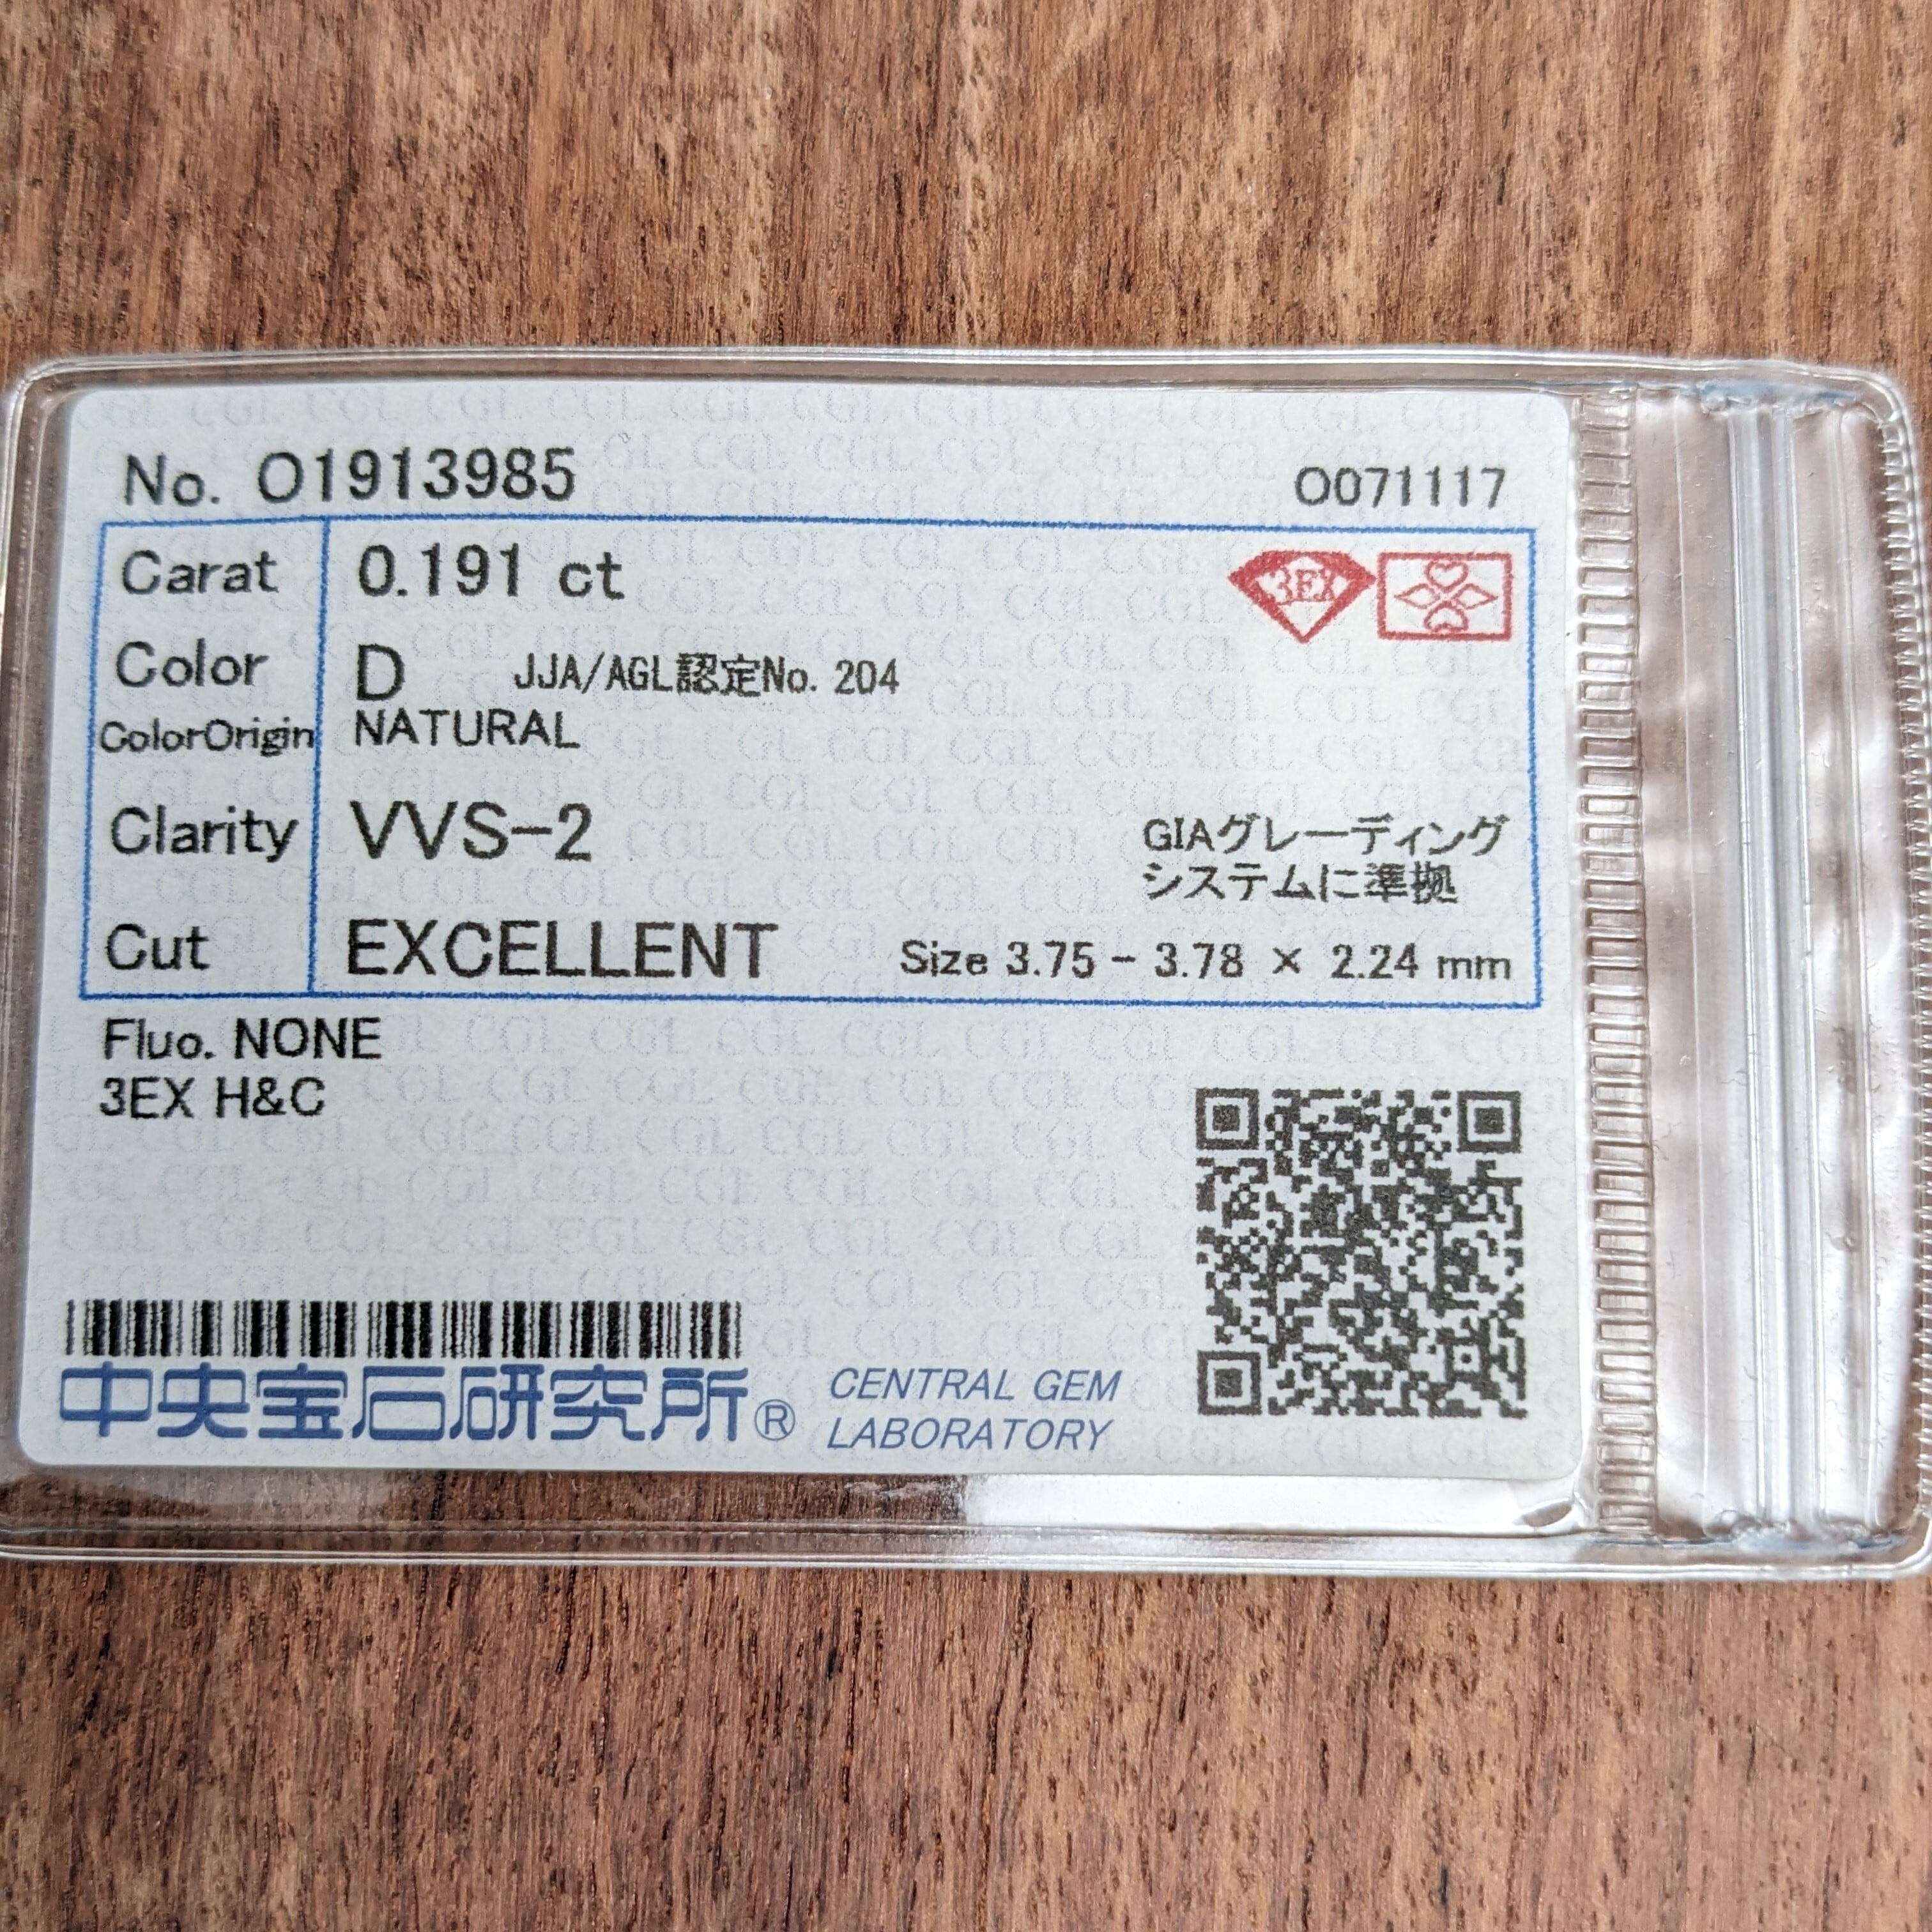 No. O1913985 O071117
Carat 0.191 ct
3EX
Color D JJA/AGL認定No. 204
ColorOrigin NATURAL
Clarity VVS-2
GIAグレーディング
システムに準拠
Cut EXCELLENT Size 3.75 - 3.78 × 2.24 mm
Fluo. NONE
3EX H&C
中央宝石研究所® CENTRAL GEM
LABORATORY